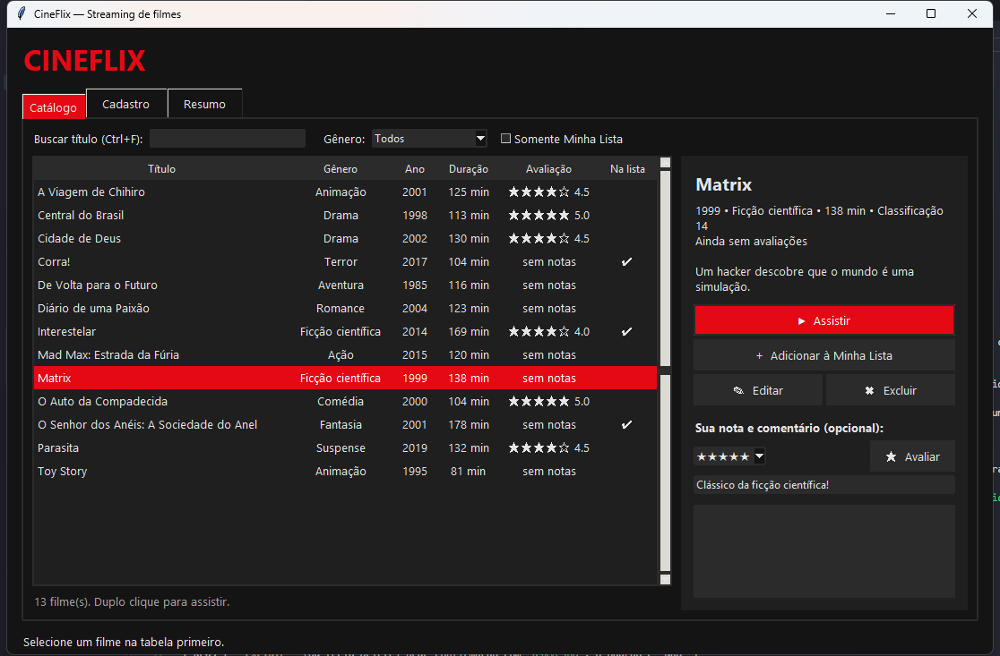 CineFlix — Streaming de filmes
CINEFLIX
Catálogo Cadastro Resumo
Buscar título (Ctrl+F): Gênero: Todos Somente Minha Lista
Título Gênero Ano Duração Avaliação Na lista
A Viagem de Chihiro Animação 2001 125 min ★★★★☆ 4.5
Central do Brasil Drama 1998 113 min ★★★★★ 5.0
Cidade de Deus Drama 2002 130 min ★★★★☆ 4.5
Corra! Terror 2017 104 min sem notas ✔
De Volta para o Futuro Aventura 1985 116 min sem notas
Diário de uma Paixão Romance 2004 123 min sem notas
Interestelar Ficção científica 2014 169 min ★★★★☆ 4.0 ✔
Mad Max: Estrada da Fúria Ação 2015 120 min sem notas
Matrix Ficção científica 1999 138 min sem notas
O Auto da Compadecida Comédia 2000 104 min ★★★★★ 5.0
O Senhor dos Anéis: A Sociedade do Anel Fantasia 2001 178 min sem notas ✔
Parasita Suspense 2019 132 min ★★★★☆ 4.5
Toy Story Animação 1995 81 min sem notas
13 filme(s). Duplo clique para assistir.
Matrix
1999 • Ficção científica • 138 min • Classificação
14
Ainda sem avaliações
Um hacker descobre que o mundo é uma
simulação.
► Assistir
+ Adicionar à Minha Lista
✎ Editar ✖ Excluir
Sua nota e comentário (opcional):
★★★★★ ★ Avaliar
Clássico da ficção científica!
Selecione um filme na tabela primeiro.